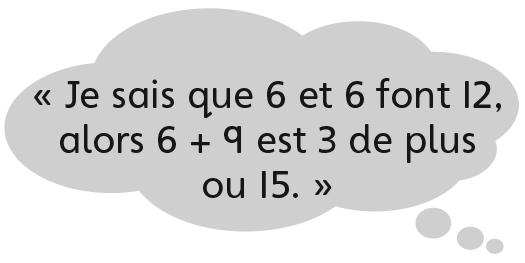 « Je sais que 6 et 6 font 12,
alors 6 + 9 est 3 de plus
ou 15. »